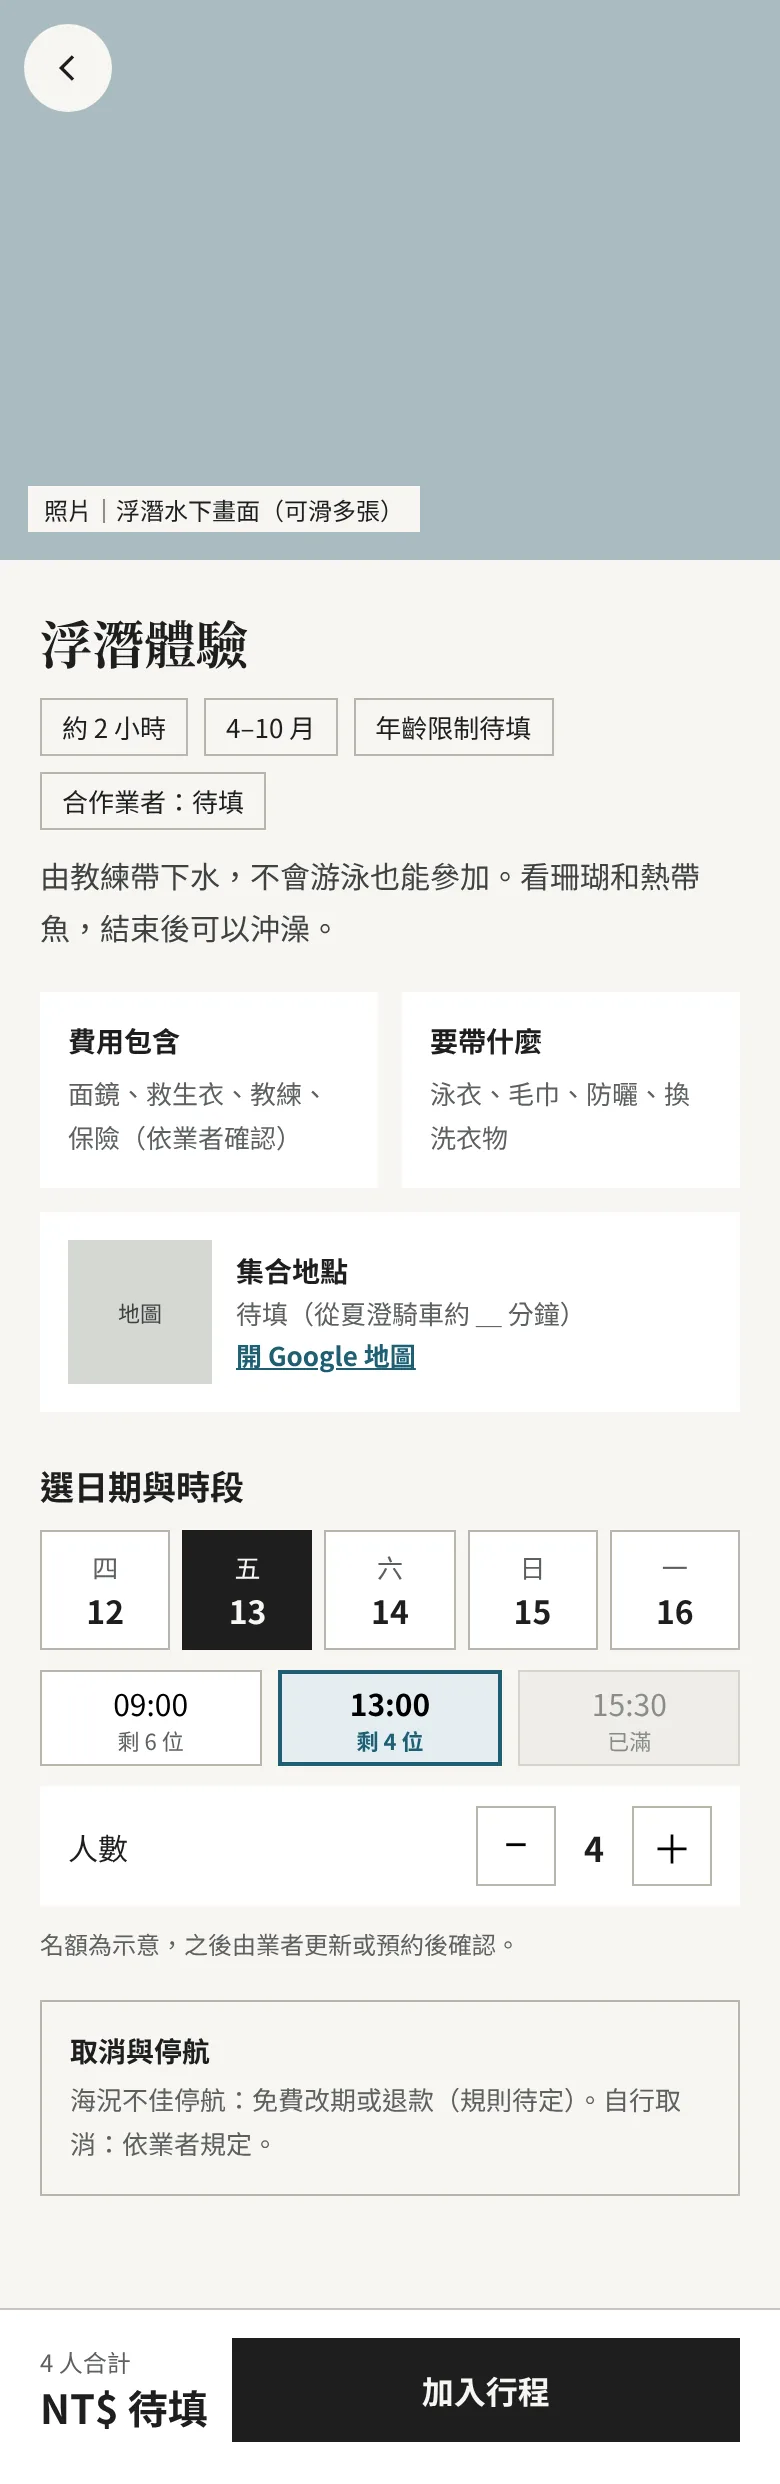 照片｜浮潛水下畫面（可滑多張）
浮潛體驗
約 2 小時
4–10 月
年齡限制待填
合作業者：待填
由教練帶下水，不會游泳也能參加。看珊瑚和熱帶
魚，結束後可以沖澡。
費用包含
面鏡、救生衣、教練、
保險（依業者確認）
要帶什麼
泳衣、毛巾、防曬、換
洗衣物
地圖
集合地點
待填（從夏澄騎車約 __ 分鐘）
開 Google 地圖
選日期與時段
四
12
五
13
六
14
日
15
一
16
09:00
剩 6 位
13:00
剩 4 位
15:30
已滿
人數
−
4
＋
名額為示意，之後由業者更新或預約後確認。
取消與停航
海況不佳停航：免費改期或退款（規則待定）。自行取
消：依業者規定。
4 人合計
NT$ 待填
加入行程